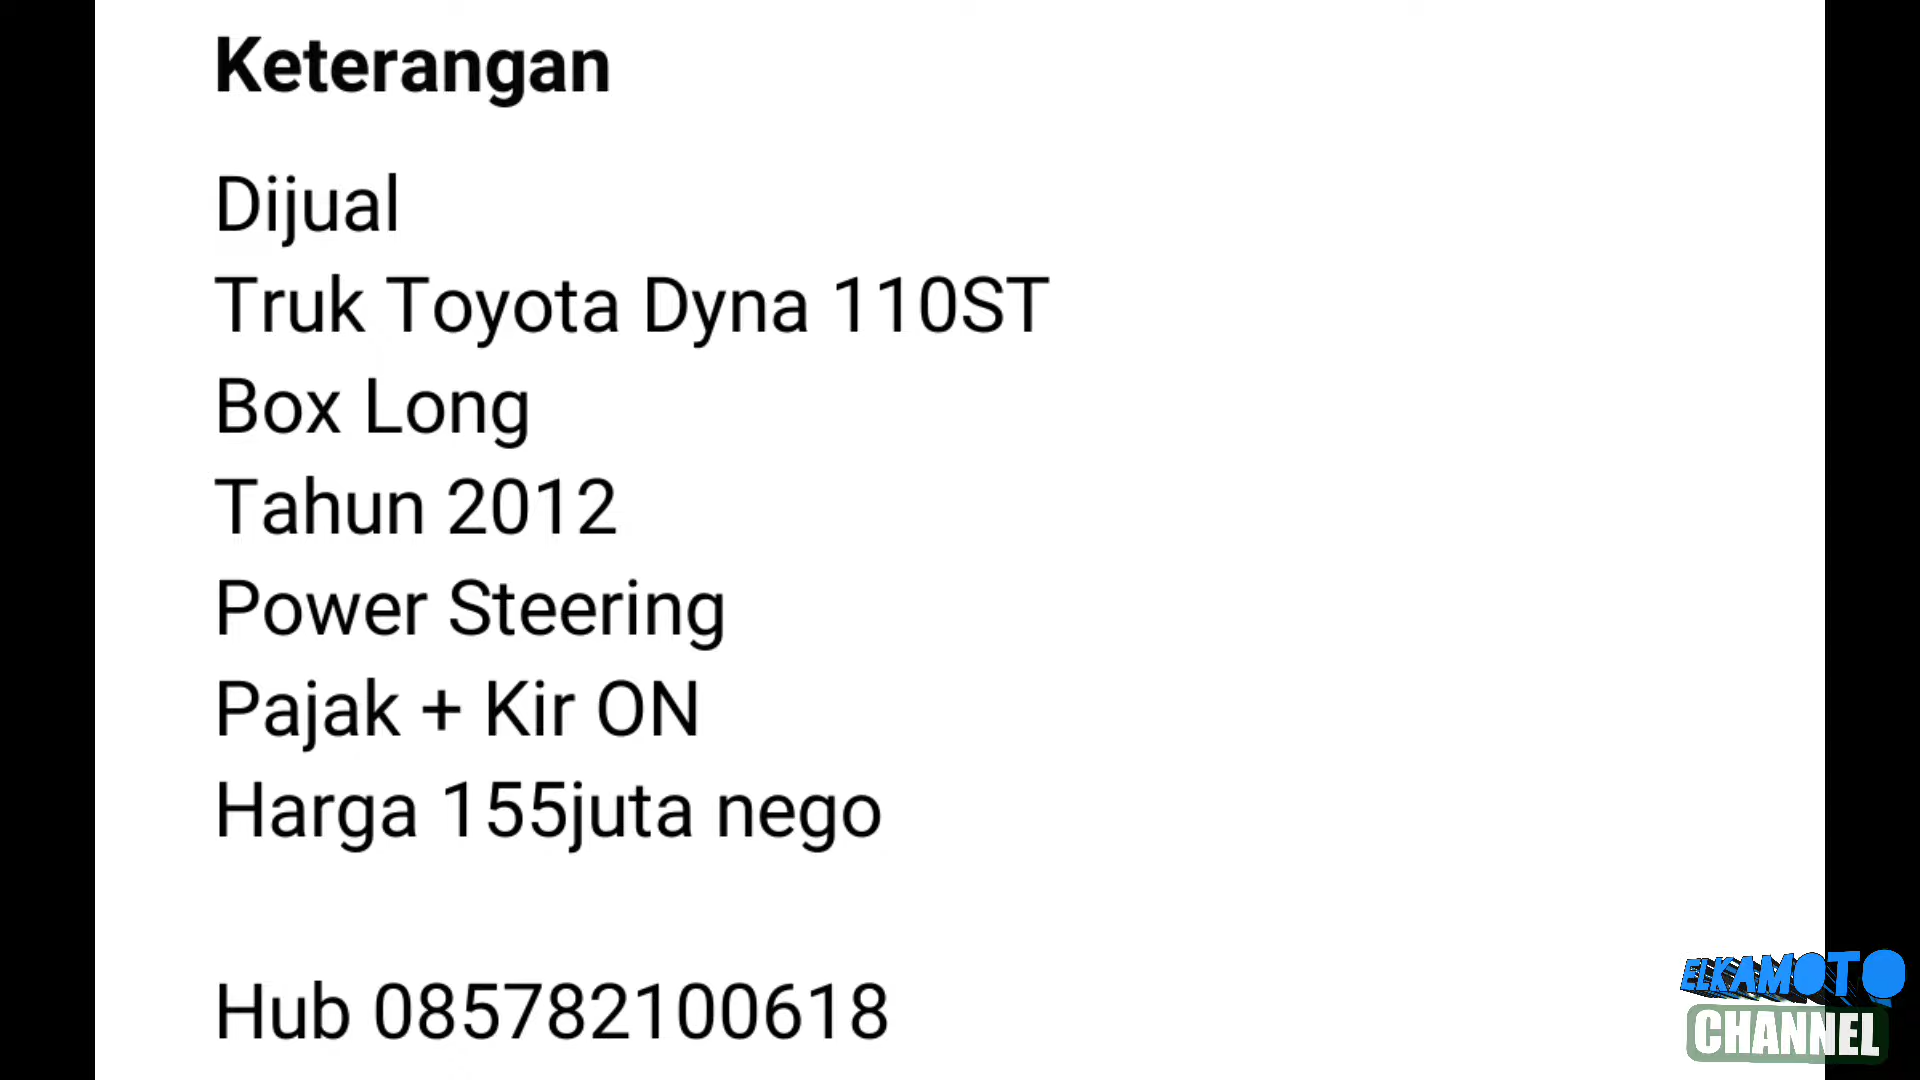 Keterangan
Dijual
Truk Toyota Dyna 110ST
Box Long
Tahun 2012
Power Steering
Pajak + Kir ON
Harga 155juta nego
Hub 085782100618
ELKAMOTO
CHANNEL